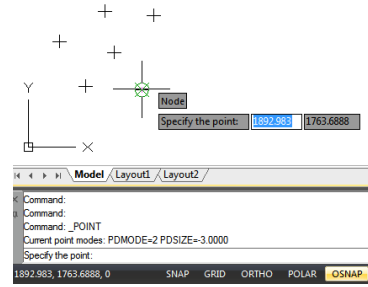 Y
Node
Specify the point: 1892.983 1763.6888
X
Model Layout1 Layout2
Command:
Command:
Command: _POINT
Current point modes: PDMODE=2 PDSIZE=-3.0000
Specify the point:
1892.983, 1763.6888, 0 SNAP GRID ORTHO POLAR OSNAP